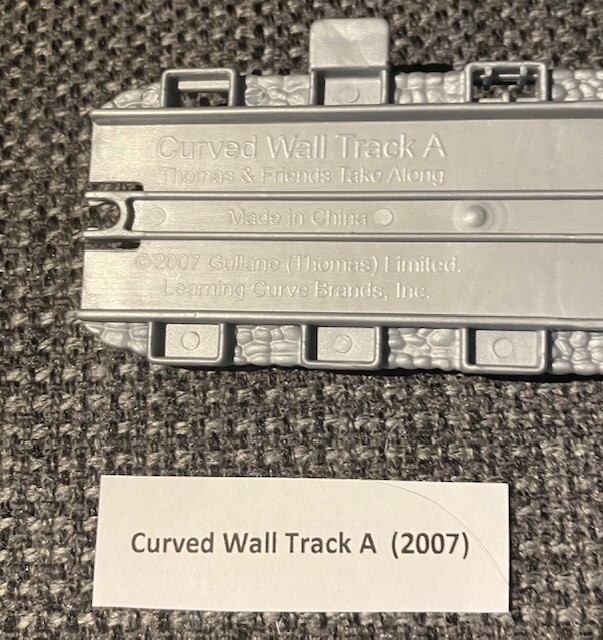 Curved Wall Track A
Thomas & Friends Take Along
Made in China
©2007 Gullane (Thomas) Limited.
Learning Curve Brands, Inc.
Curved Wall Track A (2007)